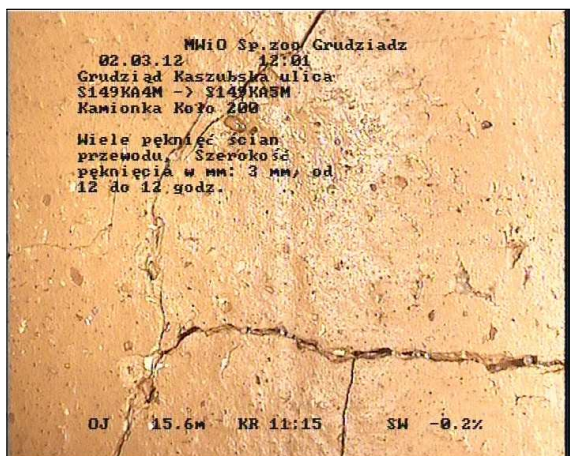 MWiO Sp.zoo Grudziadz
02.03.12 12:01
Grudziąd Kaszubska ulica
S149KA4M -> S149KA5M
Kamionka Koło 200
Wiele pęknięć ścian
przewodu, Szerokość
pęknięcia w mm: 3 mm, od
12 do 12 godz.
OJ 15.6m KR 11:15 SW -0.2%